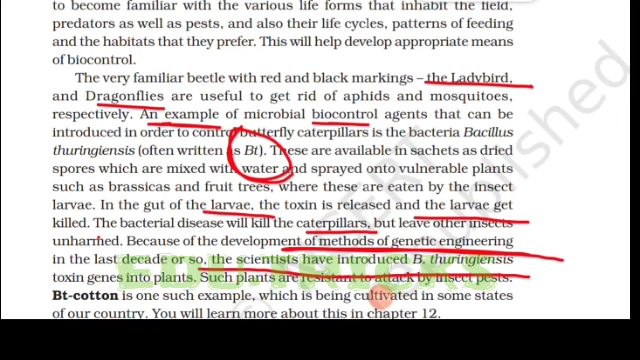 to become familiar with the various life forms that inhabit the field,
predators as well as pests, and also their life cycles, patterns of feeding
and the habitats that they prefer. This will help develop appropriate means
of biocontrol.
The very familiar beetle with red and black markings – the Ladybird,
and Dragonflies are useful to get rid of aphids and mosquitoes,
respectively. An example of microbial biocontrol agents that can be
introduced in order to control butterfly caterpillars is the bacteria Bacillus
thuringiensis (often written as Bt). These are available in sachets as dried
spores which are mixed with water and sprayed onto vulnerable plants
such as brassicas and fruit trees, where these are eaten by the insect
larvae. In the gut of the larvae, the toxin is released and the larvae get
killed. The bacterial disease will kill the caterpillars, but leave other insects
unharmed. Because of the development of methods of genetic engineering
in the last decade or so, the scientists have introduced B. thuringiensis
toxin genes into plants. Such plants are resistant to attack by insect pests.
Bt-cotton is one such example, which is being cultivated in some states
of our country. You will learn more about this in chapter 12.
EDU.TRICKS